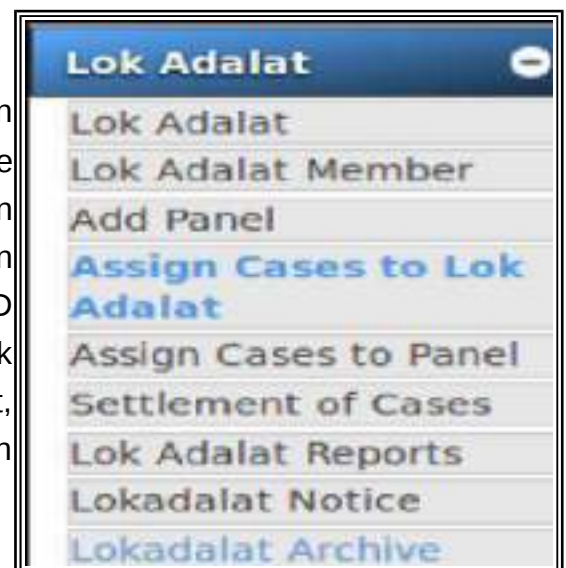 Lok Adalat
Lok Adalat
Lok Adalat Member
Add Panel
Assign Cases to Lok
Adalat
Assign Cases to Panel
Settlement of Cases
Lok Adalat Reports
Lokadalat Notice
Lokadalat Archive